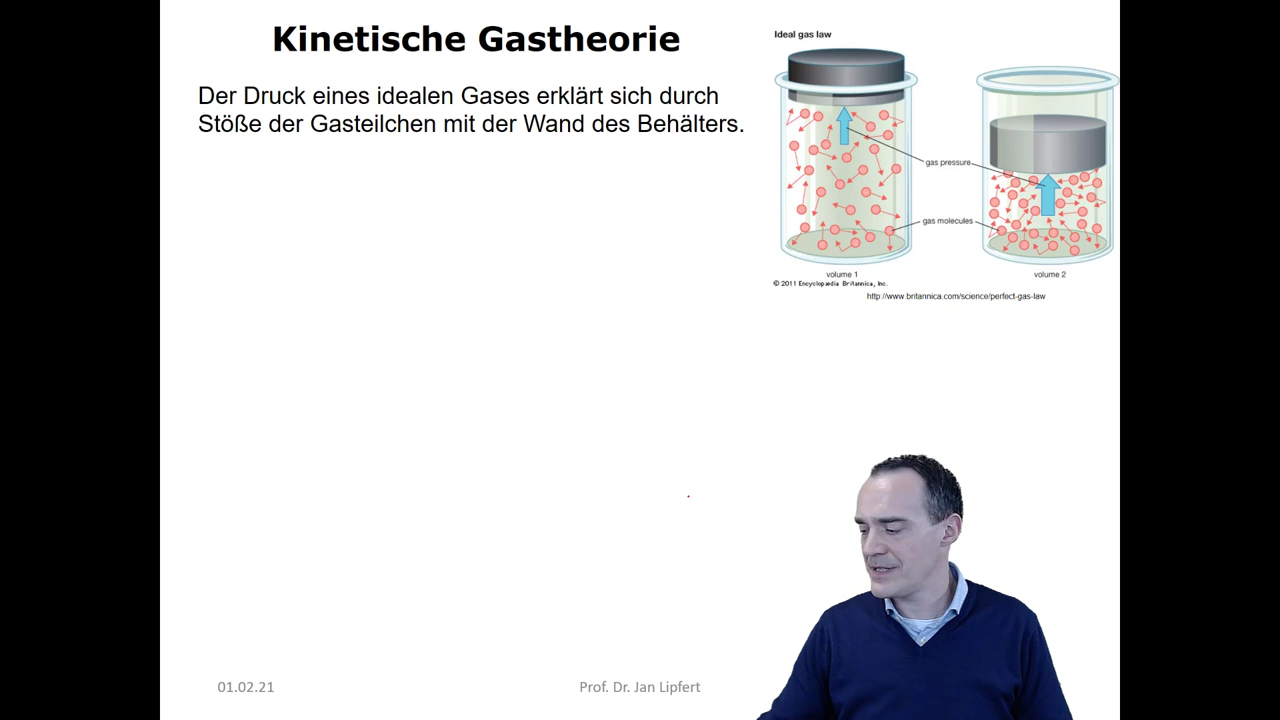 Kinetische Gastheorie
Der Druck eines idealen Gases erklärt sich durch
Stöße der Gasteilchen mit der Wand des Behälters.
Ideal gas law
gas pressure
gas molecules
volume 1
volume 2
© 2011 Encyclopædia Britannica, Inc.
http://www.britannica.com/science/perfect-gas-law
01.02.21
Prof. Dr. Jan Lipfert